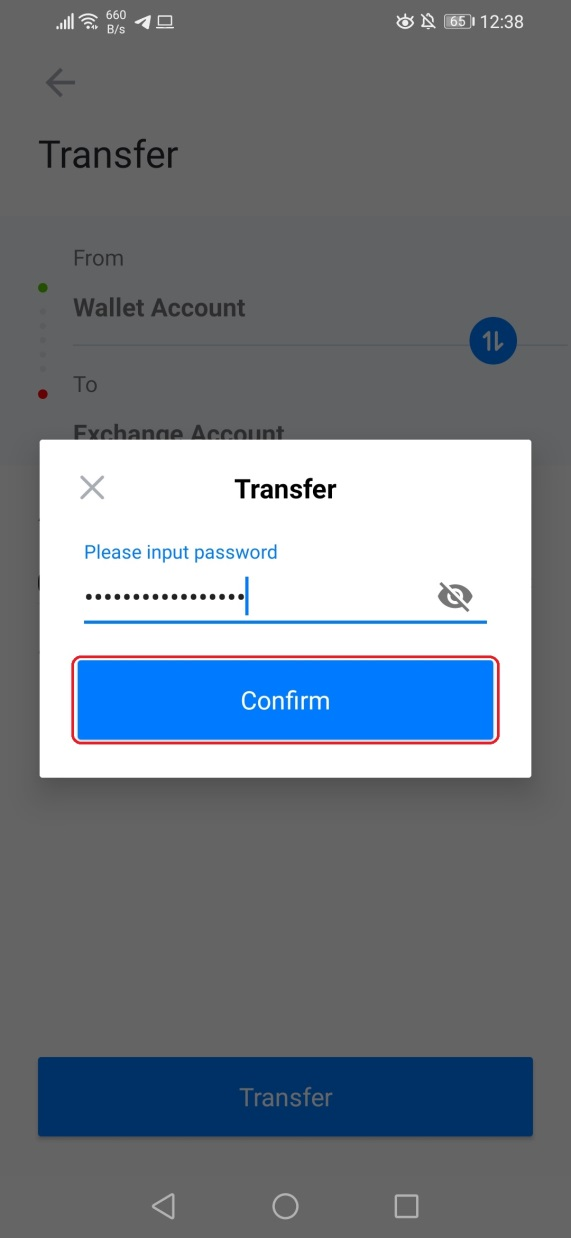 660
B/s
65
12:38
Transfer
From
Wallet Account
To
Exchange Account
Transfer
Please input password
Confirm
Transfer